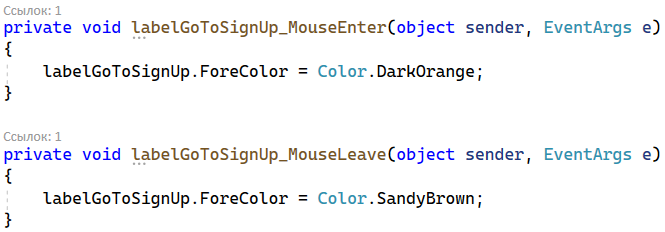 Ссылок: 1
private void labelGoToSignUp_MouseEnter(object sender, EventArgs e)
{
    labelGoToSignUp.ForeColor = Color.DarkOrange;
}
Ссылок: 1
private void labelGoToSignUp_MouseLeave(object sender, EventArgs e)
{
    labelGoToSignUp.ForeColor = Color.SandyBrown;
}